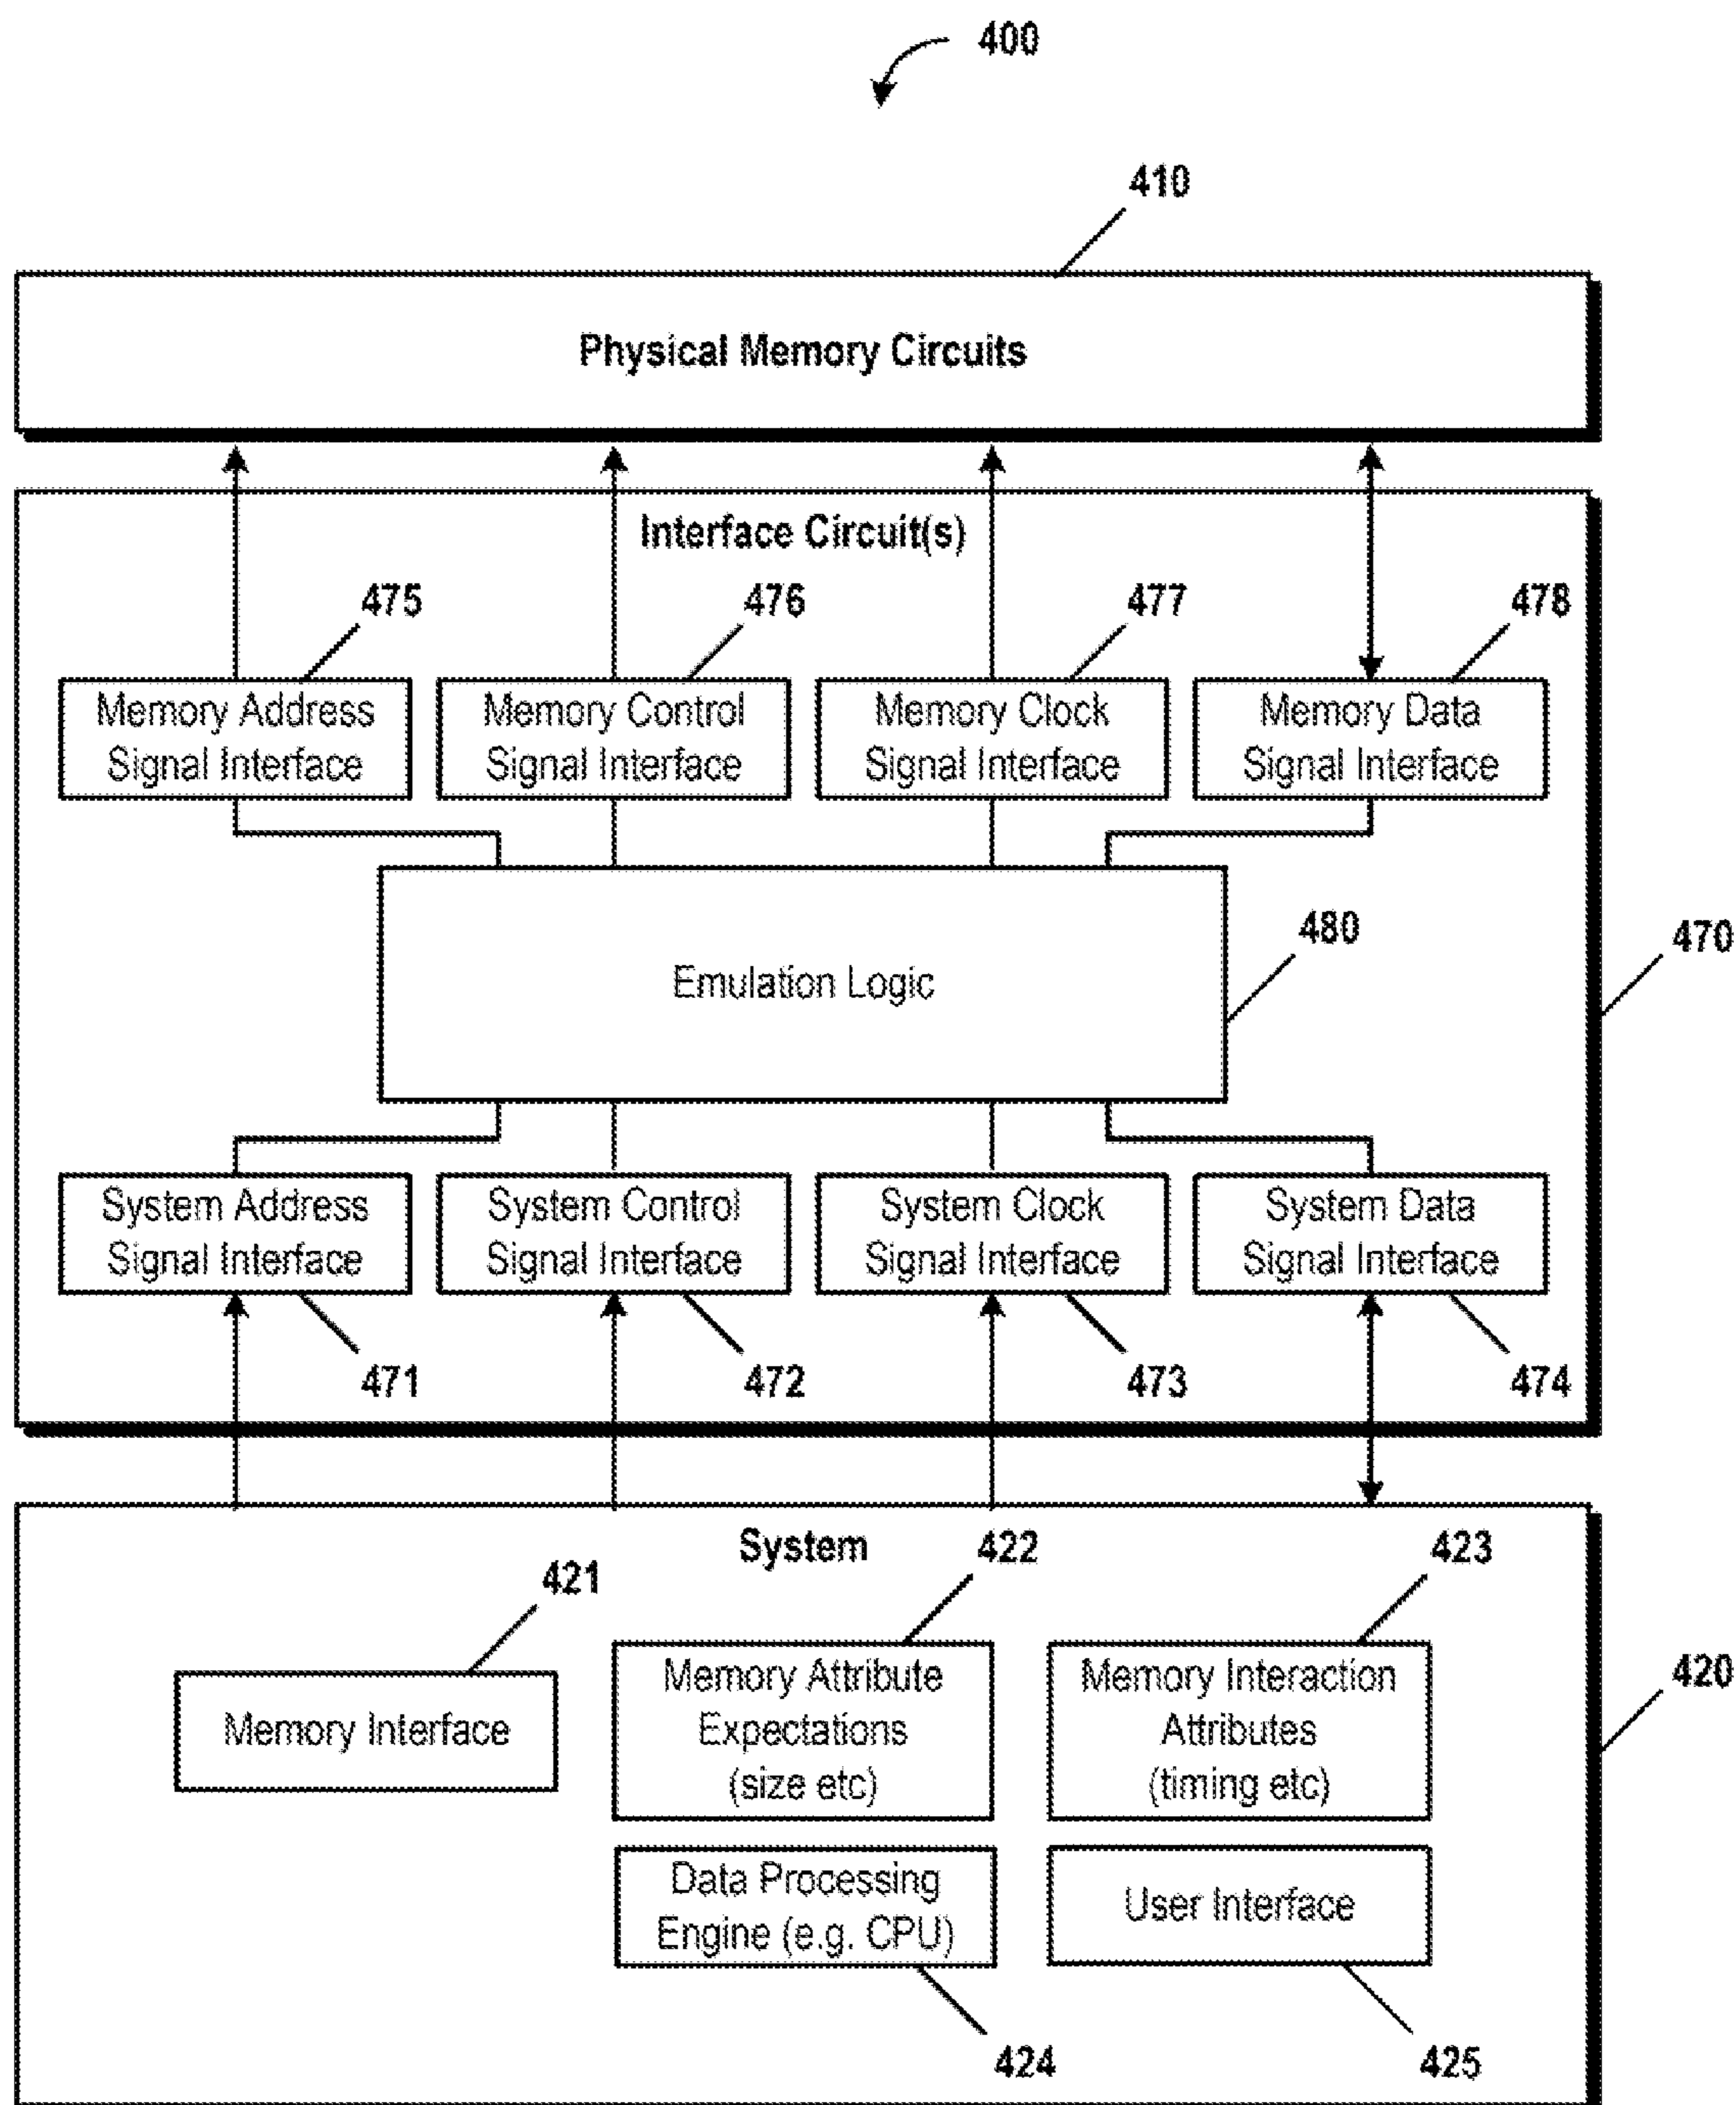 400
410
Physical Memory Circuits
Interface Circuit(s)
475
476
477
478
Memory Address
Signal Interface
Memory Control
Signal Interface
Memory Clock
Signal Interface
Memory Data
Signal Interface
480
470
Emulation Logic
System Address
Signal Interface
System Control
Signal Interface
System Clock
Signal Interface
System Data
Signal Interface
471
472
473
474
System
421
422
423
Memory Interface
Memory Attribute
Expectations
(size etc)
Memory Interaction
Attributes
(timing etc)
420
Data Processing
Engine (e.g. CPU)
User Interface
424
425